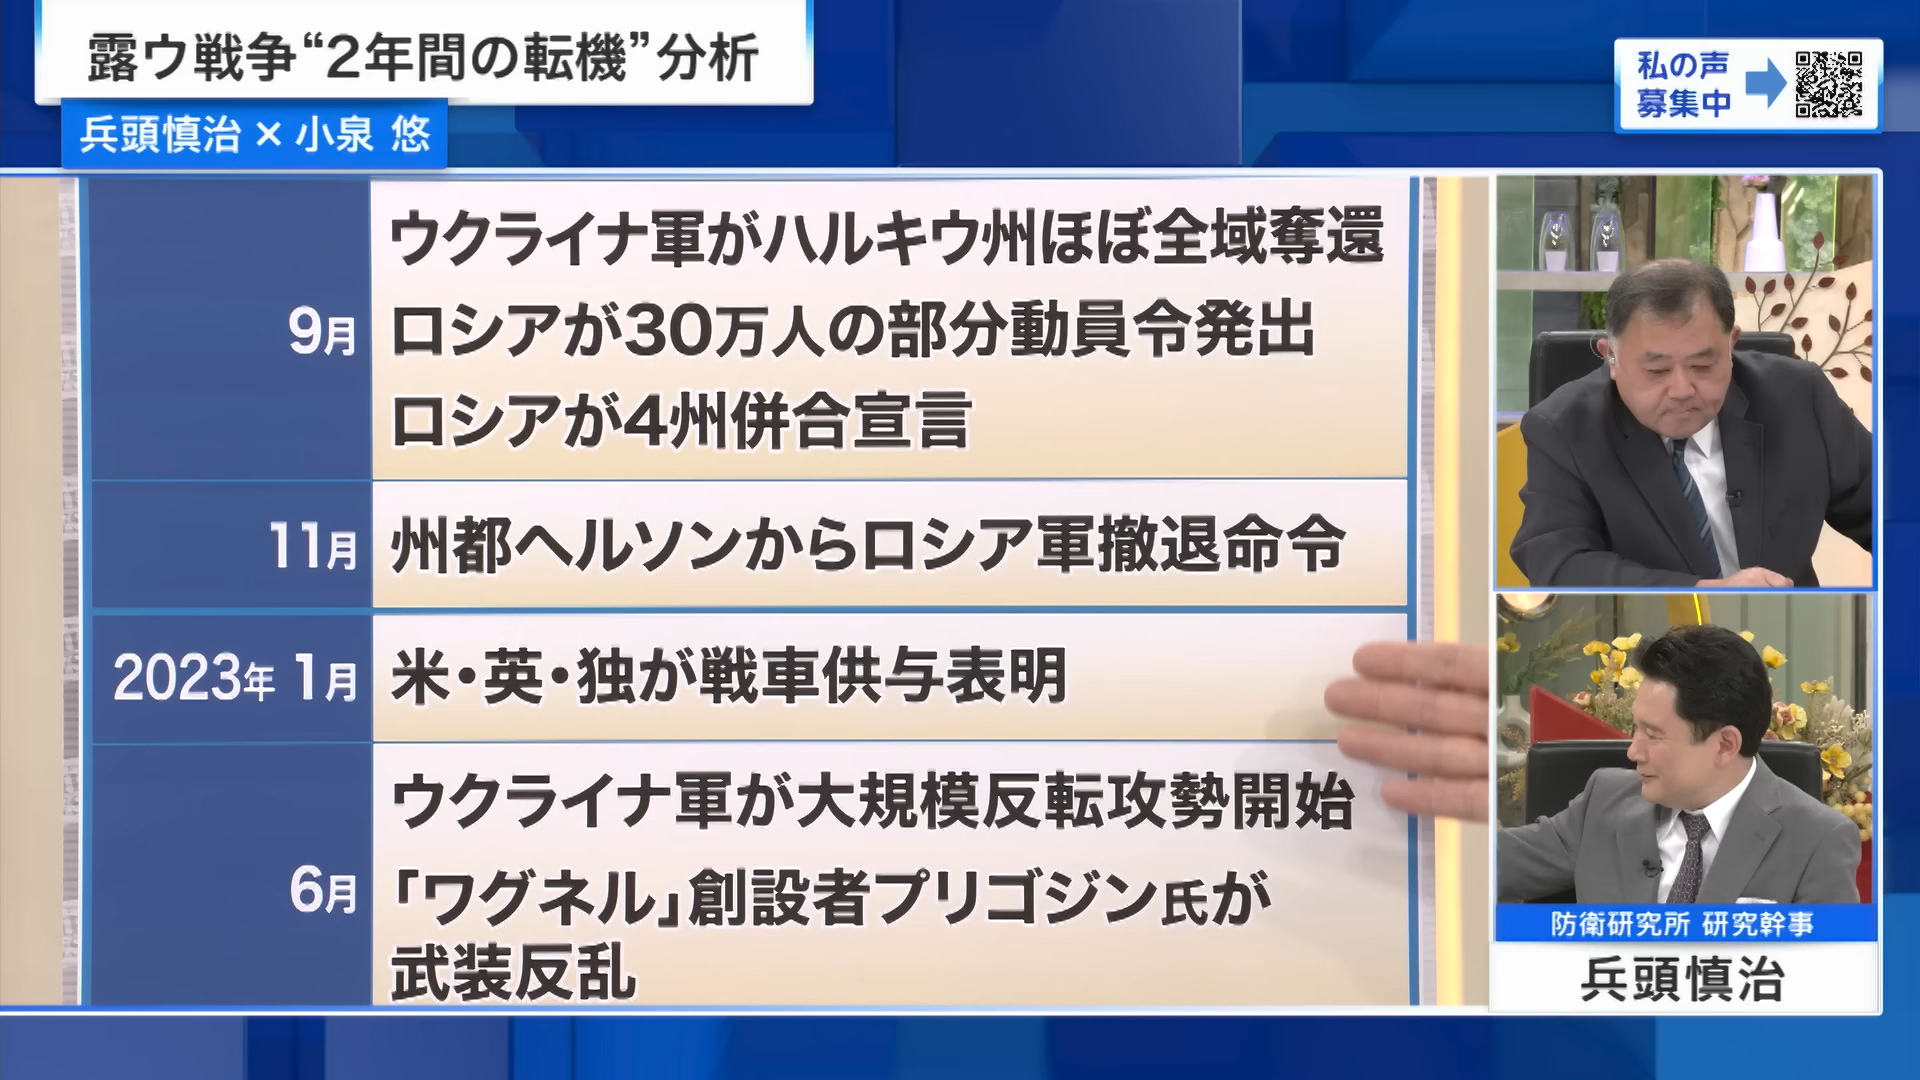 露ウ戦争“2年間の転機”分析
兵頭慎治×小泉 悠
私の声
募集中
9月
ウクライナ軍がハルキウ州ほぼ全域奪還
ロシアが30万人の部分動員令発出
ロシアが4州併合宣言
11月
州都ヘルソンからロシア軍撤退命令
2023年 1月
米・英・独が戦車供与表明
6月
ウクライナ軍が大規模反転攻勢開始
「ワグネル」創設者プリゴジン氏が
武装反乱
防衛研究所 研究幹事
兵頭慎治